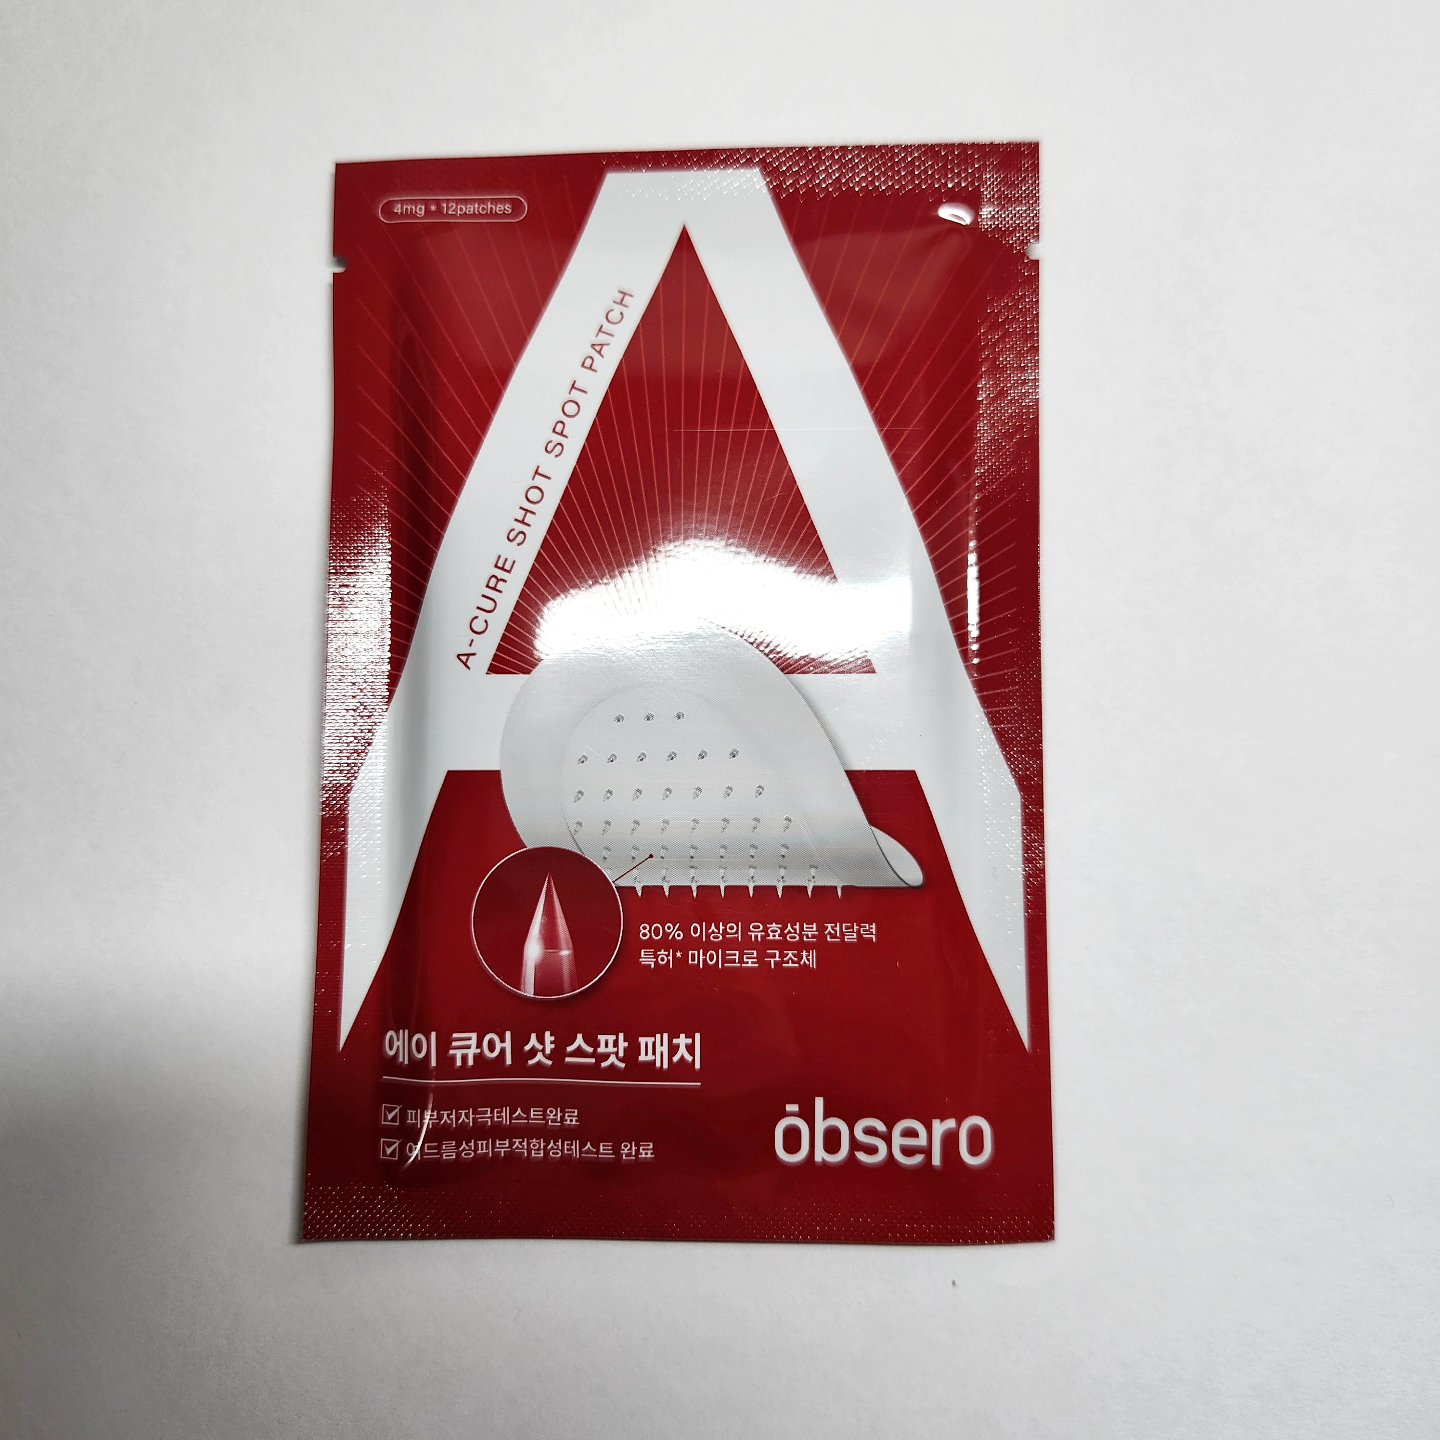 4mg * 12patches
A-CURE SHOT SPOT PATCH
80% 이상의 유효성분 전달력
특허* 마이크로 구조체
에이 큐어 샷 스팟 패치
피부저자극테스트완료
여드름성피부적합성테스트 완료
ōbsero